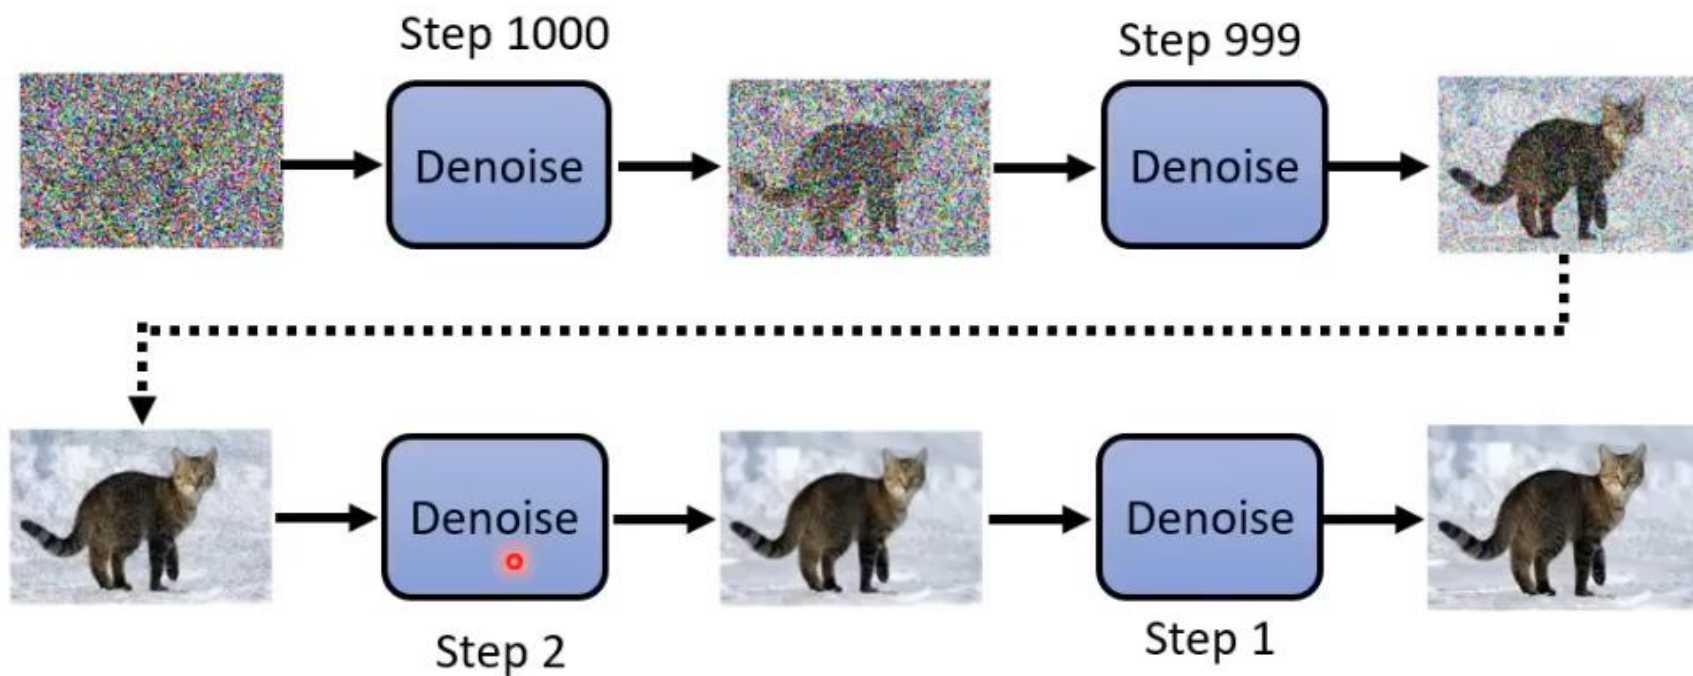 Step 1000
Step 999
Denoise
Denoise
Denoise
Denoise
Step 2
Step 1